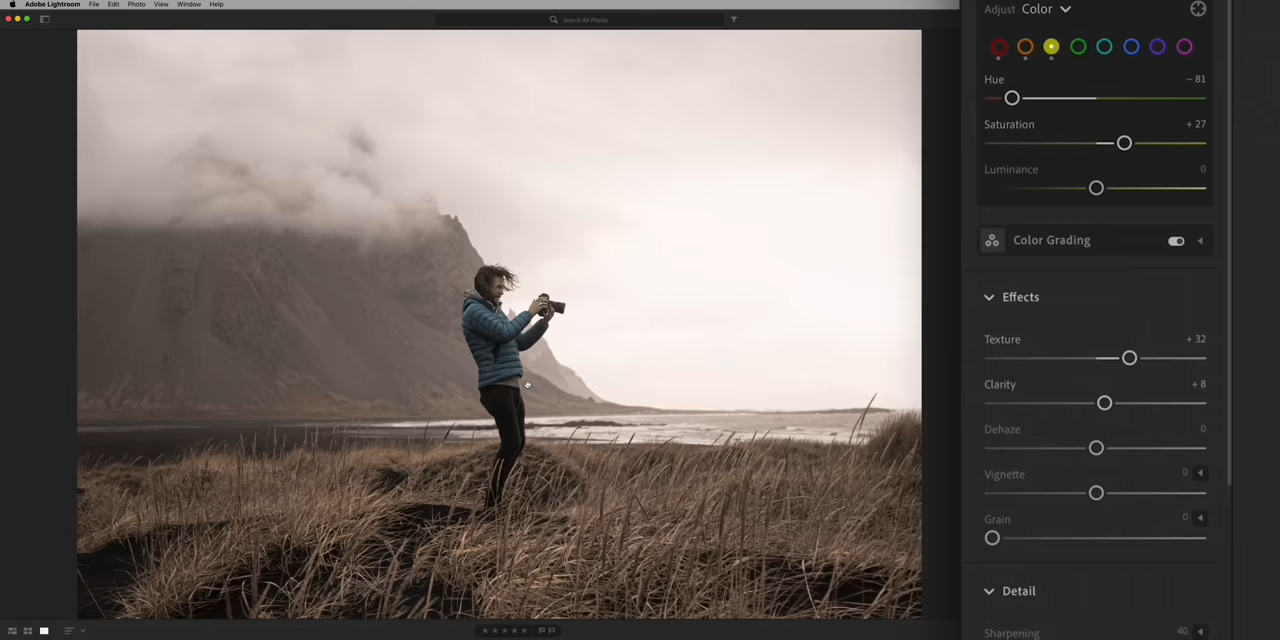 Adobe Lightroom File Edit Photo View Window Help
Search All Photos
Adjust Color
Hue − 81
Saturation + 27
Luminance 0
Color Grading
Effects
Texture + 32
Clarity + 8
Dehaze 0
Vignette 0
Grain 0
Detail
Sharpening 40